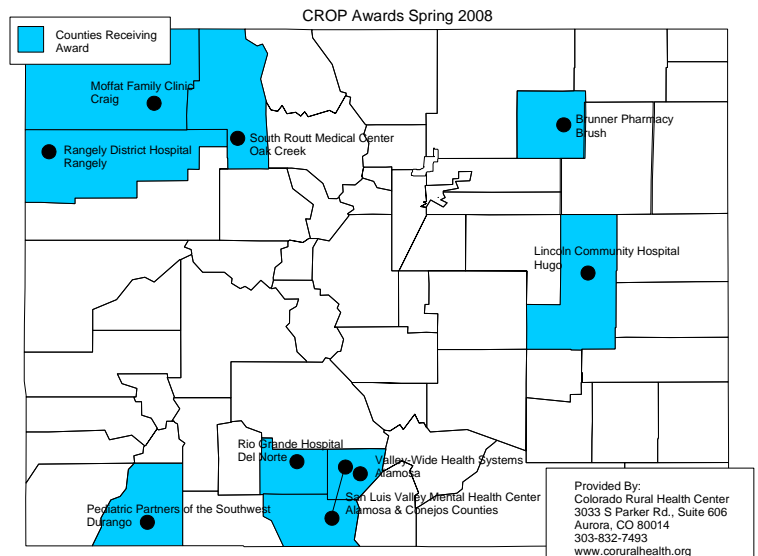 CROP Awards Spring 2008
Counties Receiving
Award
Moffat Family Clinic
Craig
Brunner Pharmacy
Brush
South Routt Medical Center
Oak Creek
Rangely District Hospital
Rangely
Lincoln Community Hospital
Hugo
Rio Grande Hospital
Del Norte
Valley-Wide Health Systems
Alamosa
San Luis Valley Mental Health Center
Alamosa & Conejos Counties
Pediatric Partners of the Southwest
Durango
Provided By:
Colorado Rural Health Center
3033 S Parker Rd., Suite 606
Aurora, CO 80014
303-832-7493
www.coruralhealth.org